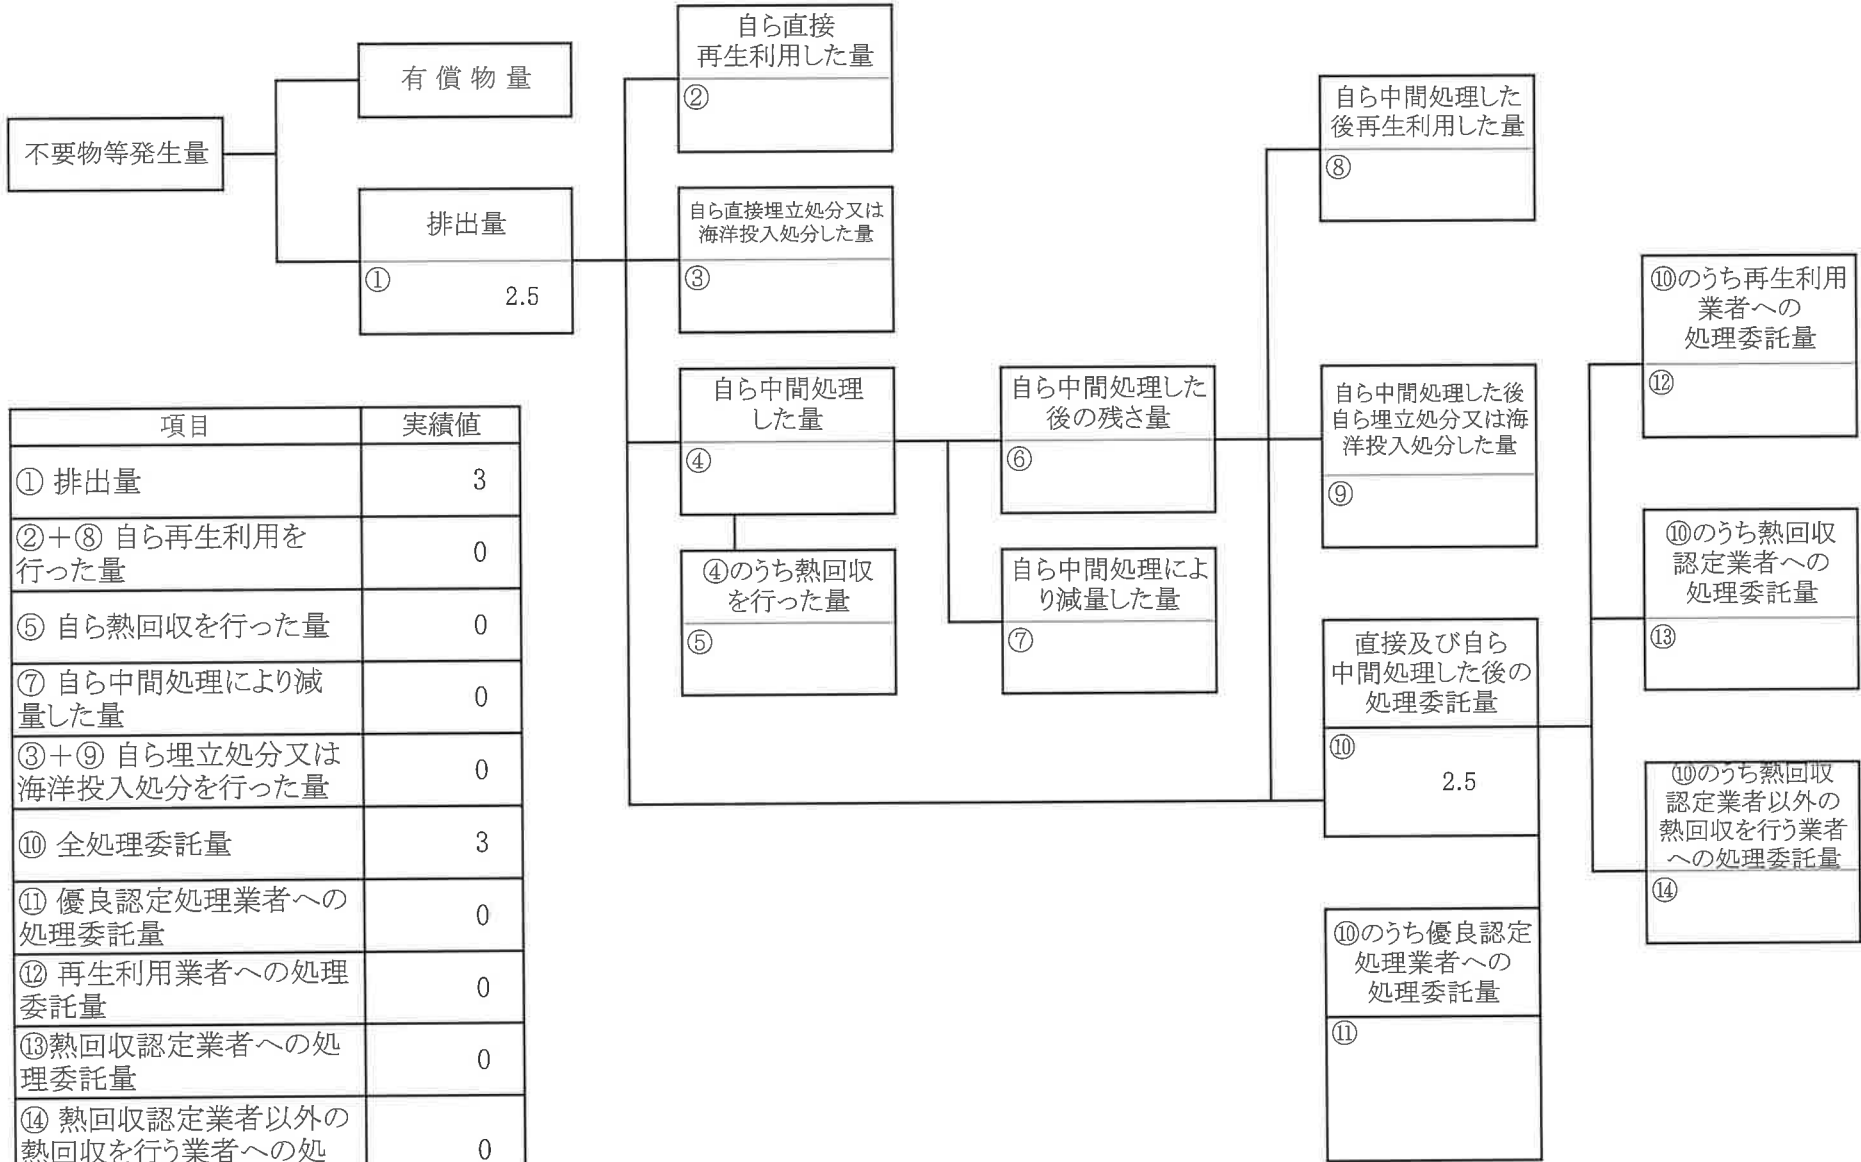 不要物等発生量
有償物量
排出量
①
2.5
自ら直接
再生利用した量
②
自ら直接埋立処分又は
海洋投入処分した量
③
自ら中間処理
した量
④
④のうち熱回収
を行った量
⑤
自ら中間処理した
後の残さ量
⑥
自ら中間処理によ
り減量した量
⑦
自ら中間処理した
後再生利用した量
⑧
自ら中間処理した後
自ら埋立処分又は海
洋投入処分した量
⑨
直接及び自ら
中間処理した後の
処理委託量
⑩
2.5
⑩のうち優良認定
処理業者への
処理委託量
⑪
⑩のうち再生利用
業者への
処理委託量
⑫
⑩のうち熱回収
認定業者への
処理委託量
⑬
⑩のうち熱回収
認定業者以外の
熱回収を行う業者
への処理委託量
⑭
項目 実績値
① 排出量 3
②+⑧ 自ら再生利用を
行った量 0
⑤ 自ら熱回収を行った量 0
⑦ 自ら中間処理により減
量した量 0
③+⑨ 自ら埋立処分又は
海洋投入処分を行った量 0
⑩ 全処理委託量 3
⑪ 優良認定処理業者への
処理委託量 0
⑫ 再生利用業者への処理
委託量 0
⑬熱回収認定業者への処
理委託量 0
⑭ 熱回収認定業者以外の
熱回収を行う業者への処 0